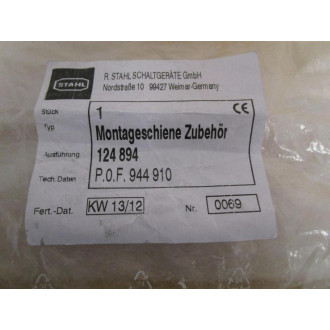 STAHL
R. STAHL SCHALTGERÄTE GmbH
Nordstraße 10 99427 Weimar-Germany
Stück 1 CE
Typ Montageschiene Zubehör
Ausführung 124 894
Tech. Daten P.O.F. 944 910
Fert.-Dat. KW 13/12 Nr. 0069